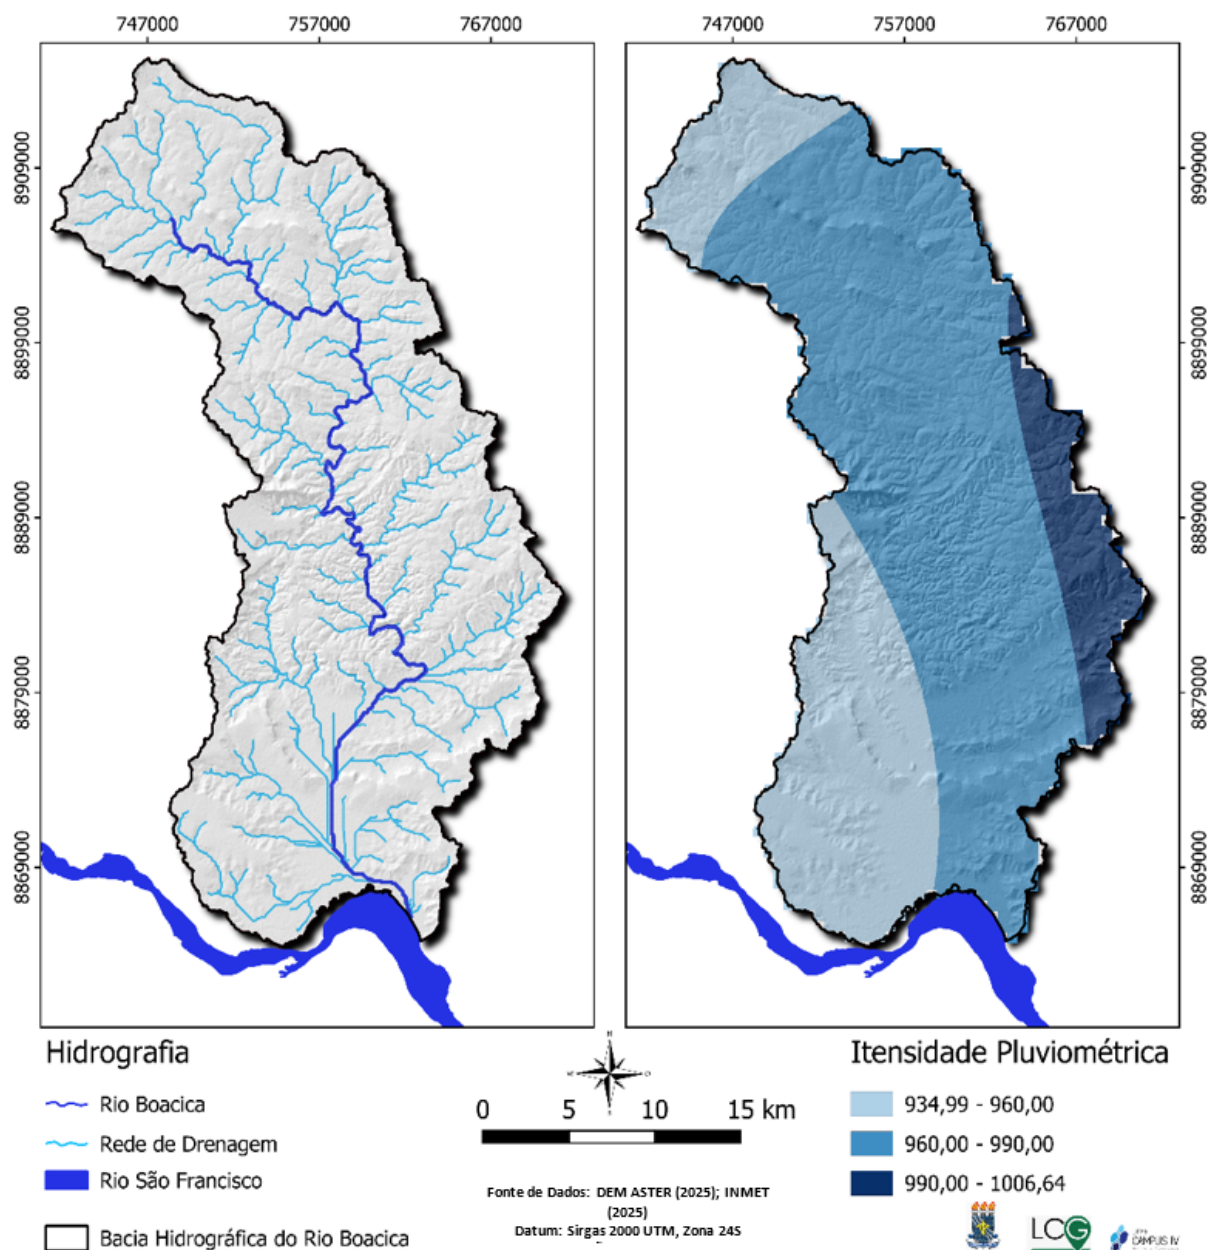 747000 757000 767000 747000 757000 767000
8909000 8909000
8899000 8899000
8889000 8889000
8879000 8879000
8869000 8869000
Hidrografia
Rio Boacica
Rede de Drenagem
Rio São Francisco
Bacia Hidrográfica do Rio Boacica
N
0 5 10 15 km
Fonte de Dados: DEM ASTER (2025); INMET
(2025)
Datum: Sirgas 2000 UTM, Zona 24S
Itensidade Pluviométrica
934,99 - 960,00
960,00 - 990,00
990,00 - 1006,64
LCG
CAMPUS IV